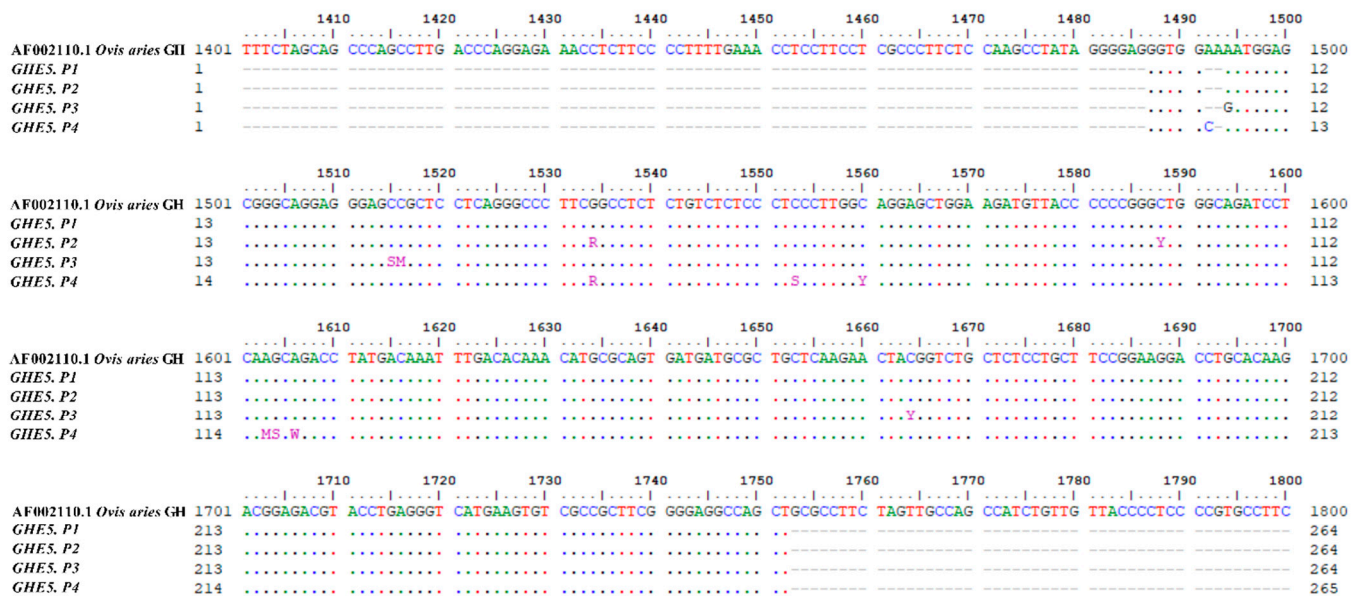 1410 1420 1430 1440 1450 1460 1470 1480 1490 1500
AF002110.1 Ovis aries GH 1401 TTTCTAGCAG CCCAGCCTTG ACCCAGGAGA AACCTCTTCC CCTTTTGAAA CCTCCTTCCT CGCCCTTCTC CAAGCCTATA GGGGAGGGTG GAAAATGGAG 1500
GHE5. P1 1 ---------- ---------- ---------- ---------- ---------- ---------- ---------- ---------- ------.... .--....... 12
GHE5. P2 1 ---------- ---------- ---------- ---------- ---------- ---------- ---------- ---------- ------.... .--....... 12
GHE5. P3 1 ---------- ---------- ---------- ---------- ---------- ---------- ---------- ---------- ------.... .--G...... 12
GHE5. P4 1 ---------- ---------- ---------- ---------- ---------- ---------- ---------- ---------- ------.... .C-....... 13
1510 1520 1530 1540 1550 1560 1570 1580 1590 1600
AF002110.1 Ovis aries GH 1501 CGGGCAGGAG GGAGCCGCTC CTCAGGGCCC TTCGGCCTCT CTGTCTCTCC CTCCCTTGGC AGGAGCTGGA AGATGTTACC CCCCGGGCTG GGCAGATCCT 1600
GHE5. P1 13 .......... .......... .......... .......... .......... .......... .......... .......... .......... .......... 112
GHE5. P2 13 .......... .......... .......... ....R..... .......... .......... .......... .......... .......Y.. .......... 112
GHE5. P3 13 .......... ....SM.... .......... .......... .......... .......... .......... .......... .......... .......... 112
GHE5. P4 14 .......... .......... .......... ....R..... .......... ..S......Y .......... .......... .......... .......... 113
1610 1620 1630 1640 1650 1660 1670 1680 1690 1700
AF002110.1 Ovis aries GH 1601 CAAGCAGACC TATGACAAAT TTGACACAAA CATGCGCAGT GATGATGCGC TGCTCAAGAA CTACGGTCTG CTCTCCTGCT TCCGGAAGGA CCTGCACAAG 1700
GHE5. P1 113 .......... .......... .......... .......... .......... .......... .......... .......... .......... .......... 212
GHE5. P2 113 .......... .......... .......... .......... .......... .......... .......... .......... .......... .......... 212
GHE5. P3 113 .......... .......... .......... .......... .......... .......... ...Y...... .......... .......... .......... 212
GHE5. P4 114 ..MS.W.... .......... .......... .......... .......... .......... .......... .......... .......... .......... 213
1710 1720 1730 1740 1750 1760 1770 1780 1790 1800
AF002110.1 Ovis aries GH 1701 ACGGAGACGT ACCTGAGGGT CATGAAGTGT CGCCGCTTCG GGGAGGCCAG CTGCGCCTTC TAGTTGCCAG CCATCTGTTG TTACCCCTCC CCGTGCCTTC 1800
GHE5. P1 213 .......... .......... .......... .......... .......... ..-------- ---------- ---------- ---------- ---------- 264
GHE5. P2 213 .......... .......... .......... .......... .......... ..-------- ---------- ---------- ---------- ---------- 264
GHE5. P3 213 .......... .......... .......... .......... .......... ..-------- ---------- ---------- ---------- ---------- 264
GHE5. P4 214 .......... .......... .......... .......... .......... ..-------- ---------- ---------- ---------- ---------- 265